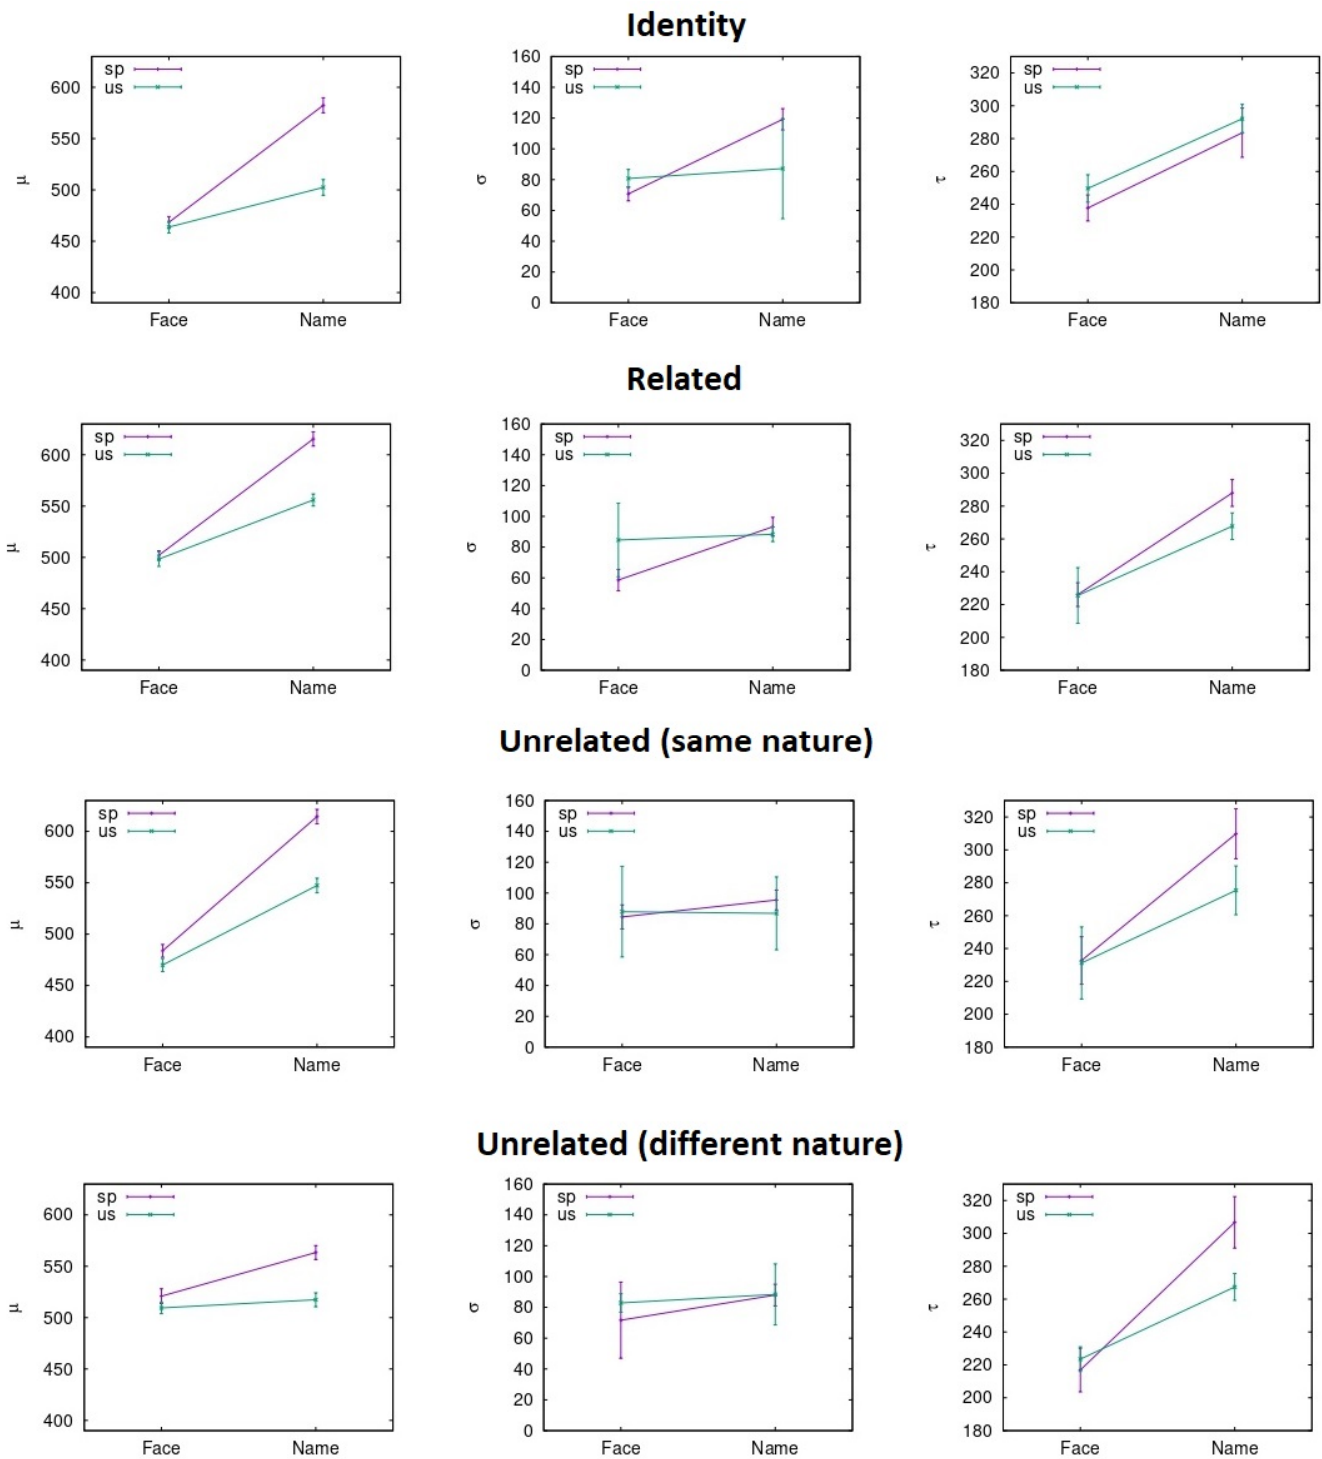 Identity
sp
us
600
550
500
450
400
μ
Face Name
sp
us
160
140
120
100
80
60
40
20
0
σ
Face Name
sp
us
320
300
280
260
240
220
200
180
τ
Face Name
Related
sp
us
600
550
500
450
400
μ
Face Name
sp
us
160
140
120
100
80
60
40
20
0
σ
Face Name
sp
us
320
300
280
260
240
220
200
180
τ
Face Name
Unrelated (same nature)
sp
us
600
550
500
450
400
μ
Face Name
sp
us
160
140
120
100
80
60
40
20
0
σ
Face Name
sp
us
320
300
280
260
240
220
200
180
τ
Face Name
Unrelated (different nature)
sp
us
600
550
500
450
400
μ
Face Name
sp
us
160
140
120
100
80
60
40
20
0
σ
Face Name
sp
us
320
300
280
260
240
220
200
180
τ
Face Name